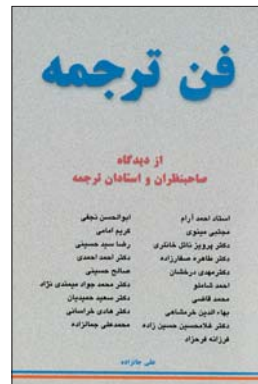 فن ترجمه
از دیدگاه
صاحبنظران و استادان ترجمه
استاد احمد آرام
مجتبی مینوی
دکتر پرویز ناتل خانلری
دکتر طاهره صفارزاده
دکتر مهدی درخشان
احمد شاملو
محمد قاضی
بهاء الدین خرمشاهی
دکتر غلامحسین حسین زاده
فرزانه فرحزاد
ابوالحسن نجفی
کریم امامی
رضا سید حسینی
دکتر احمد احمدی
صالح حسینی
دکتر محمد جواد میمندی نژاد
دکتر سعید حمیدیان
دکتر هادی خراسانی
محمدعلی جمالزاده
علی جانزاده